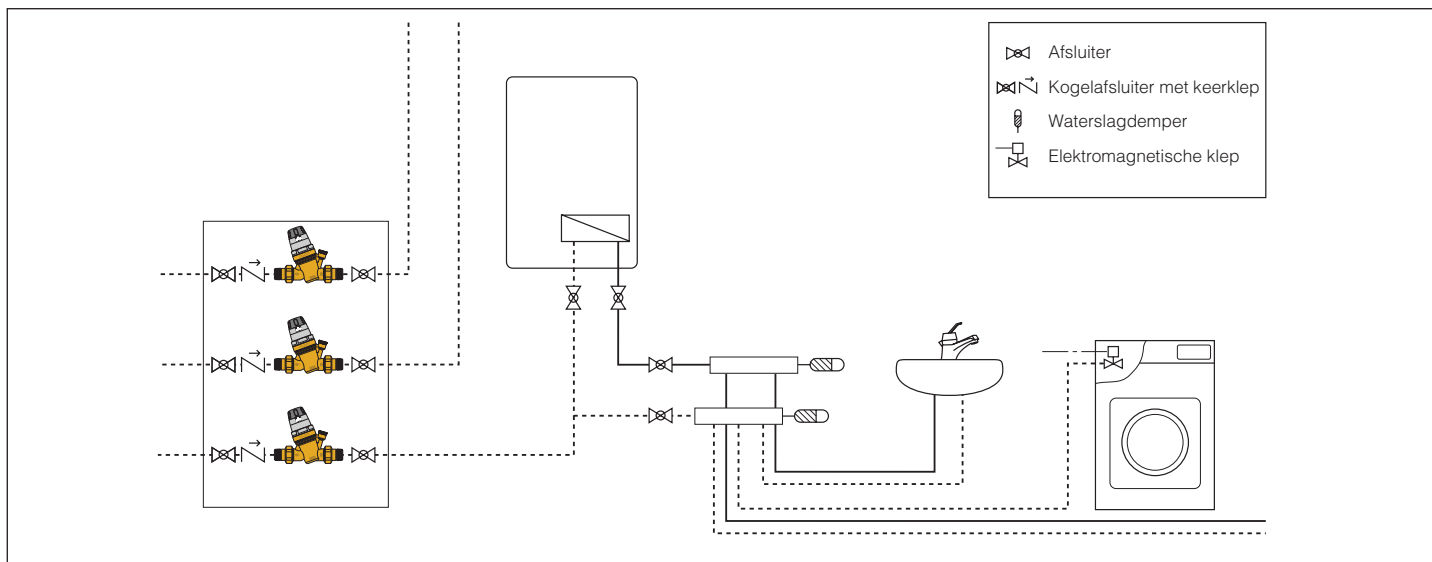 Afsluiter
Kogelafsluiter met keerklep
Waterslagdemper
Elektromagnetische klep